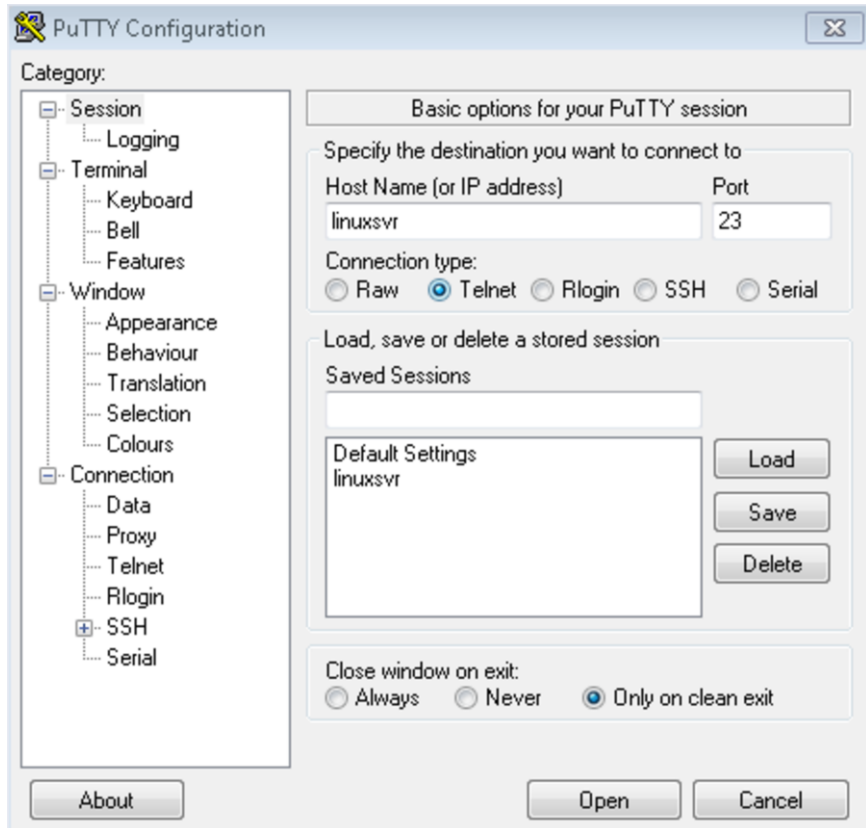 PuTTY Configuration
Category:
Session
Logging
Terminal
Keyboard
Bell
Features
Window
Appearance
Behaviour
Translation
Selection
Colours
Connection
Data
Proxy
Telnet
Rlogin
SSH
Serial
Basic options for your PuTTY session
Specify the destination you want to connect to
Host Name (or IP address) Port
linuxsvr 23
Connection type:
Raw Telnet Rlogin SSH Serial
Load, save or delete a stored session
Saved Sessions
Default Settings
linuxsvr
Load
Save
Delete
Close window on exit:
Always Never Only on clean exit
About Open Cancel